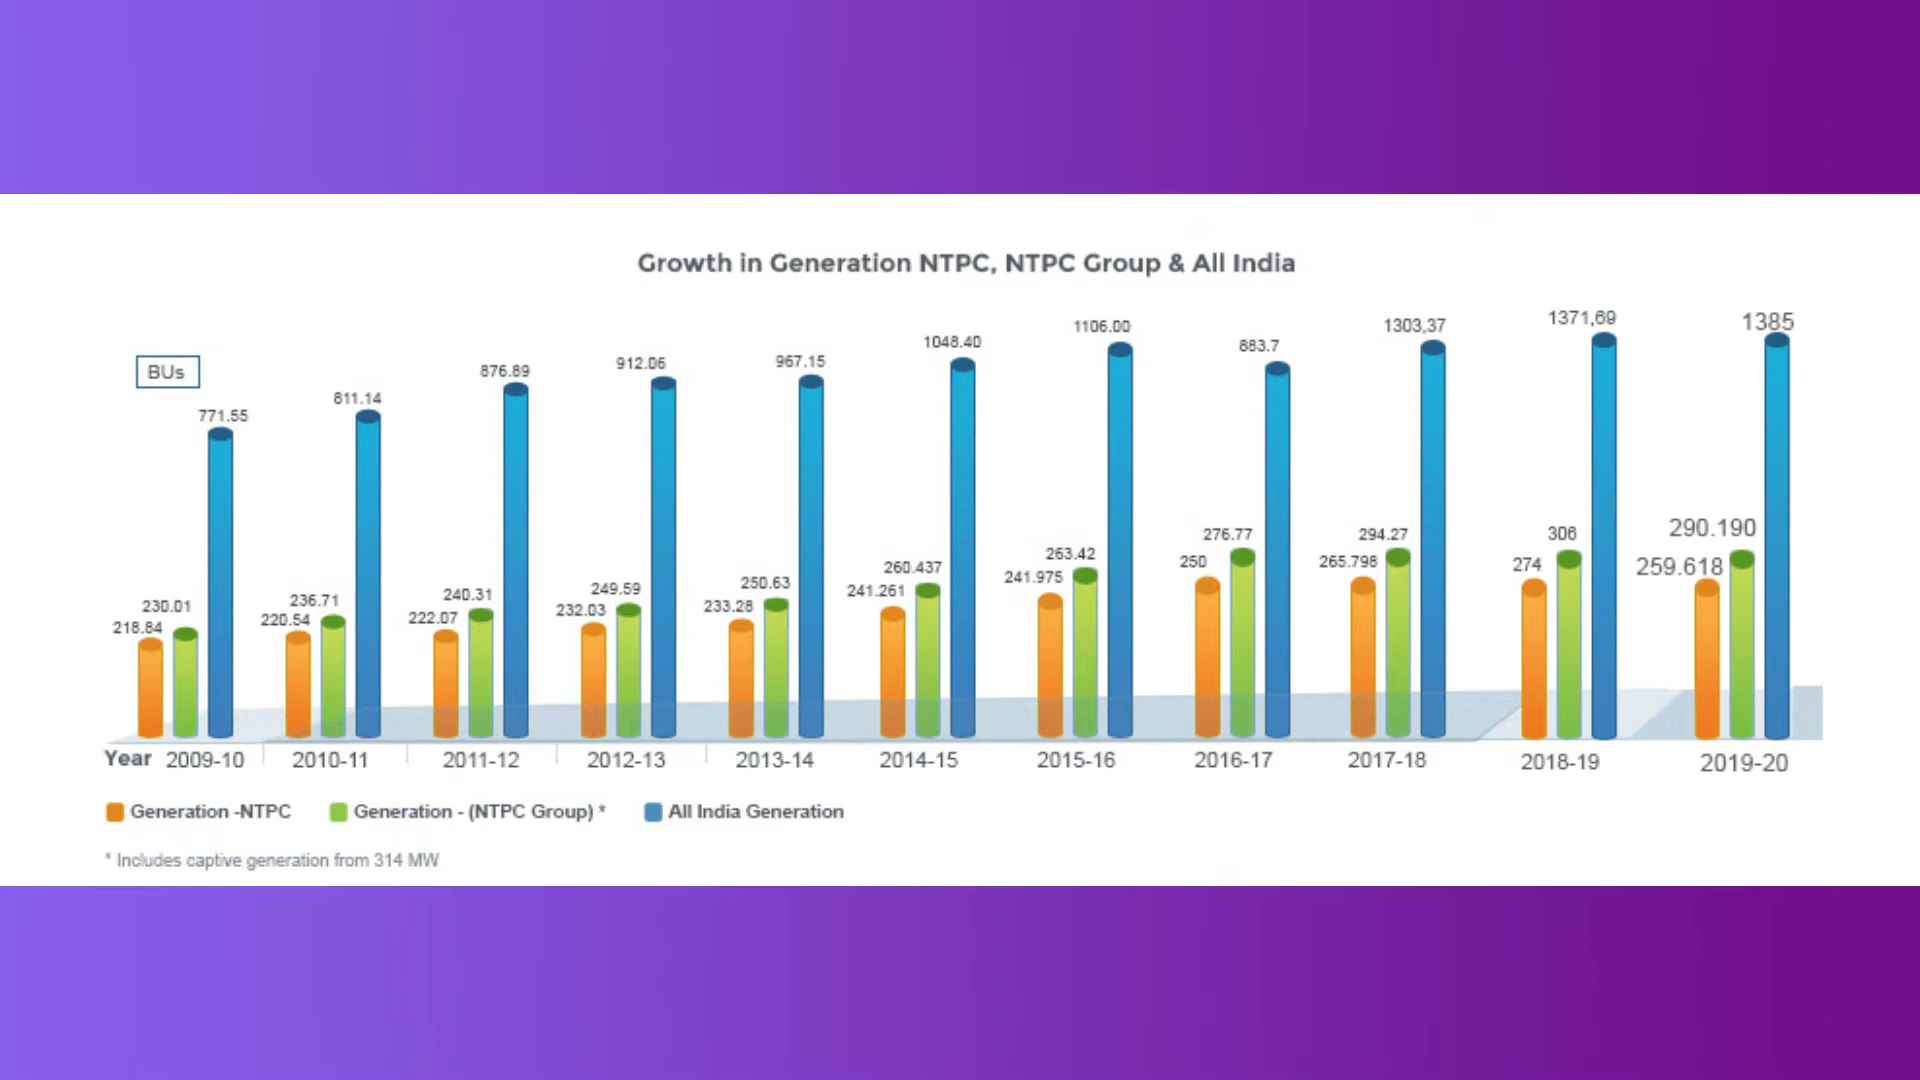 Growth in Generation NTPC, NTPC Group & All India
BUs
218.84 230.01 771.55
220.54 236.71 811.14
222.07 240.31 876.89
232.03 249.59 912.06
233.28 250.63 967.15
241.261 260.437 1048.40
241.975 263.42 1106.00
250 276.77 883.7
265.798 294.27 1303,37
274 306 1371,69
259.618 290.190 1385
Year 2009-10 2010-11 2011-12 2012-13 2013-14 2014-15 2015-16 2016-17 2017-18 2018-19 2019-20
Generation -NTPC Generation - (NTPC Group) * All India Generation
* Includes captive generation from 314 MW